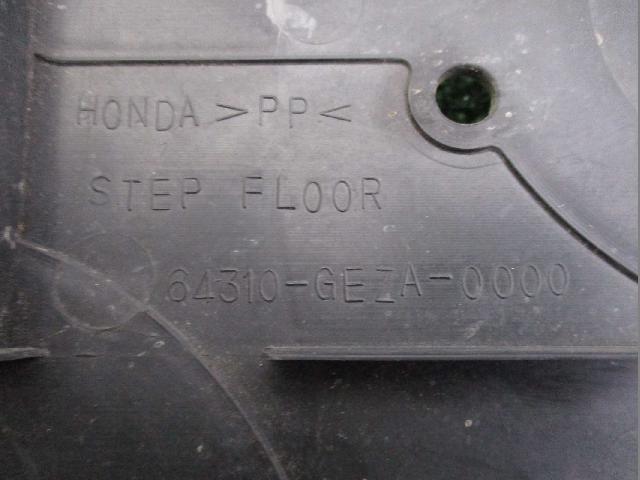 HONDA >PP<
STEP FLOOR
64310-GEZA-0000